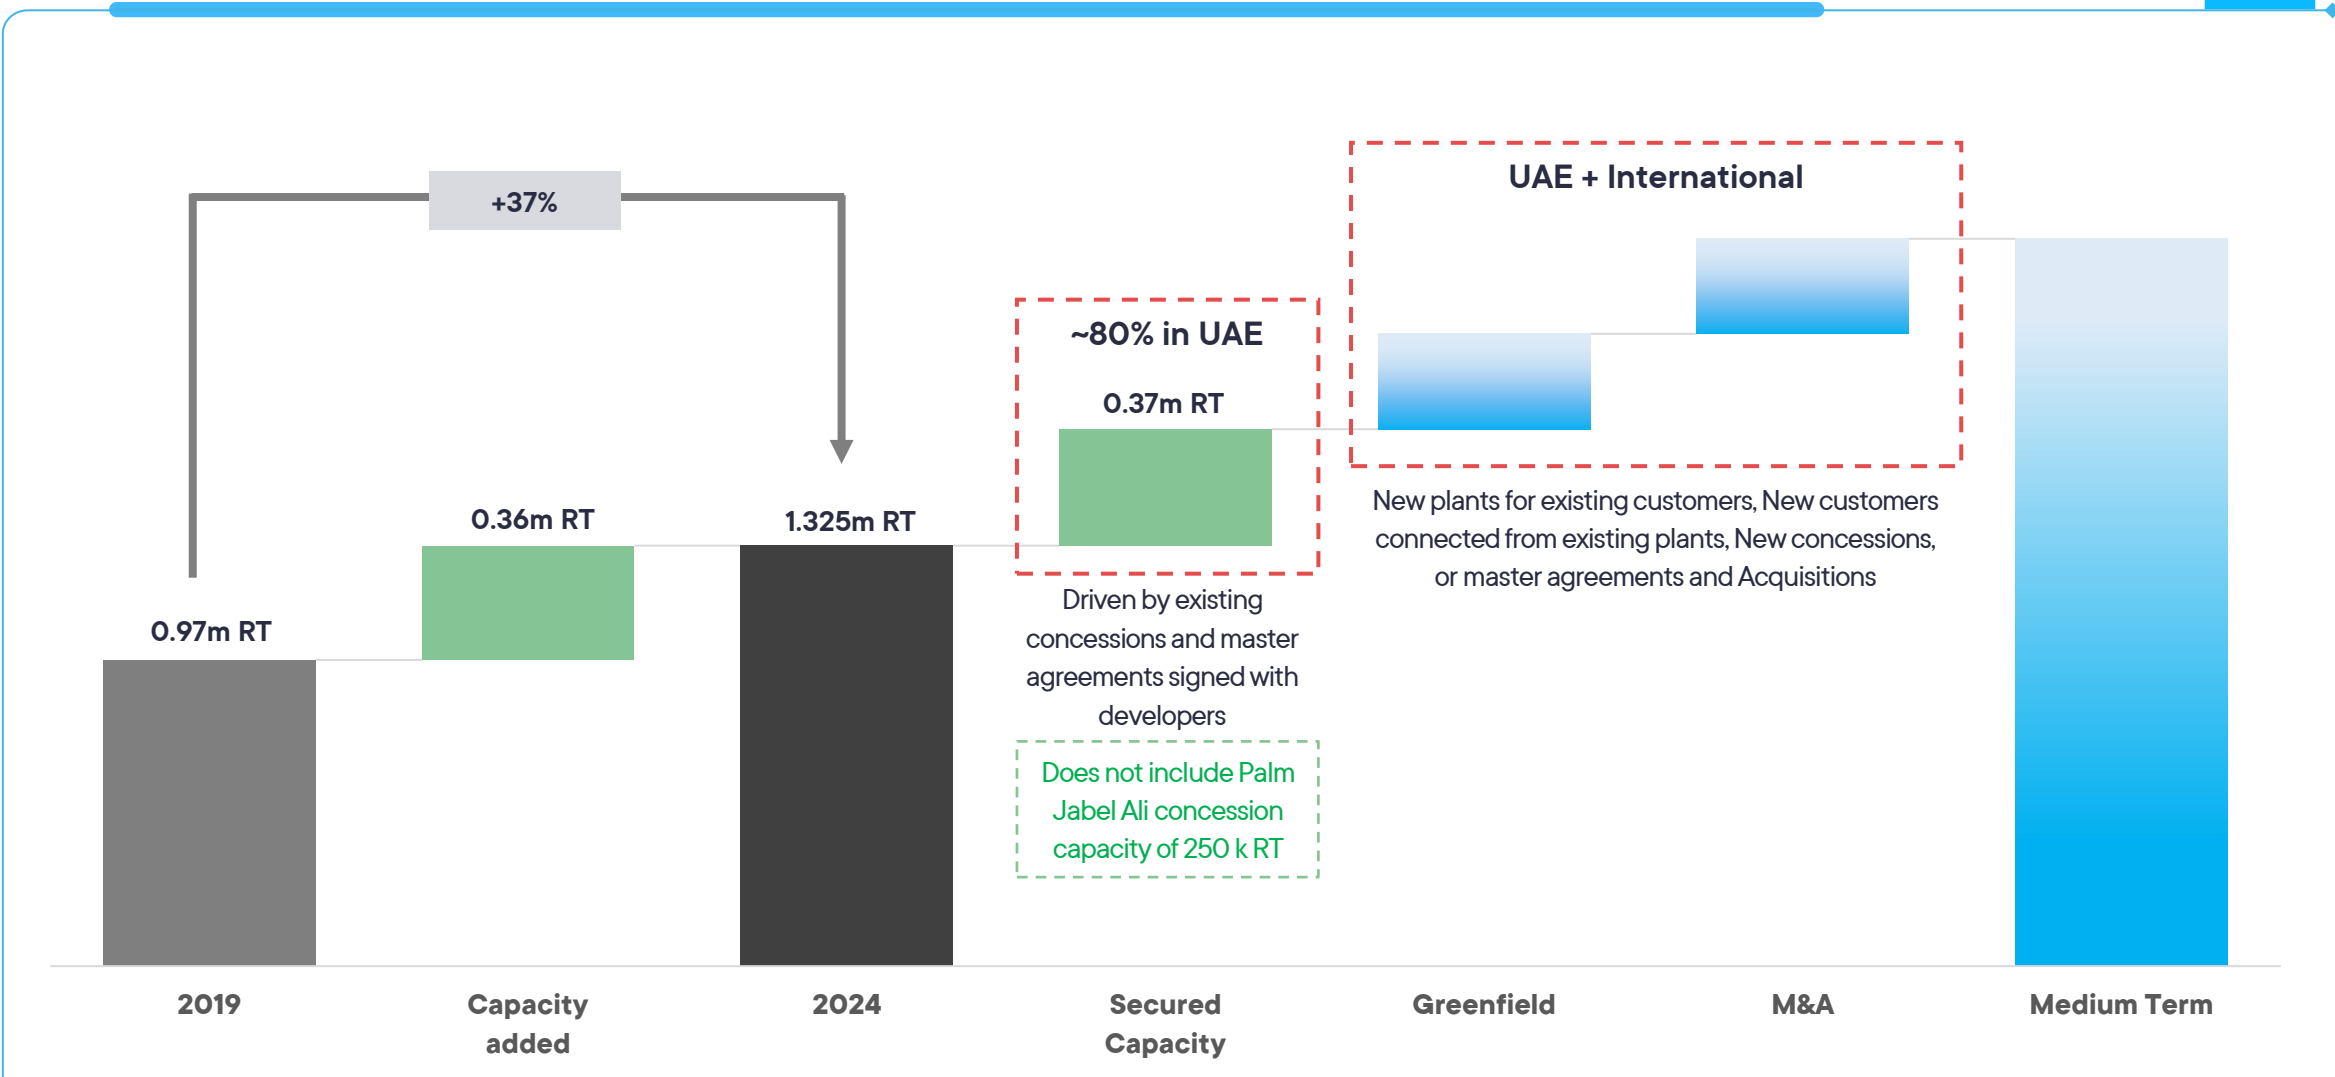 +37%
0.97m RT
0.36m RT
1.325m RT
~80% in UAE
0.37m RT
Driven by existing
concessions and master
agreements signed with
developers
Does not include Palm
Jabel Ali concession
capacity of 250 k RT
UAE + International
New plants for existing customers, New customers
connected from existing plants, New concessions,
or master agreements and Acquisitions
2019
Capacity
added
2024
Secured
Capacity
Greenfield
M&A
Medium Term